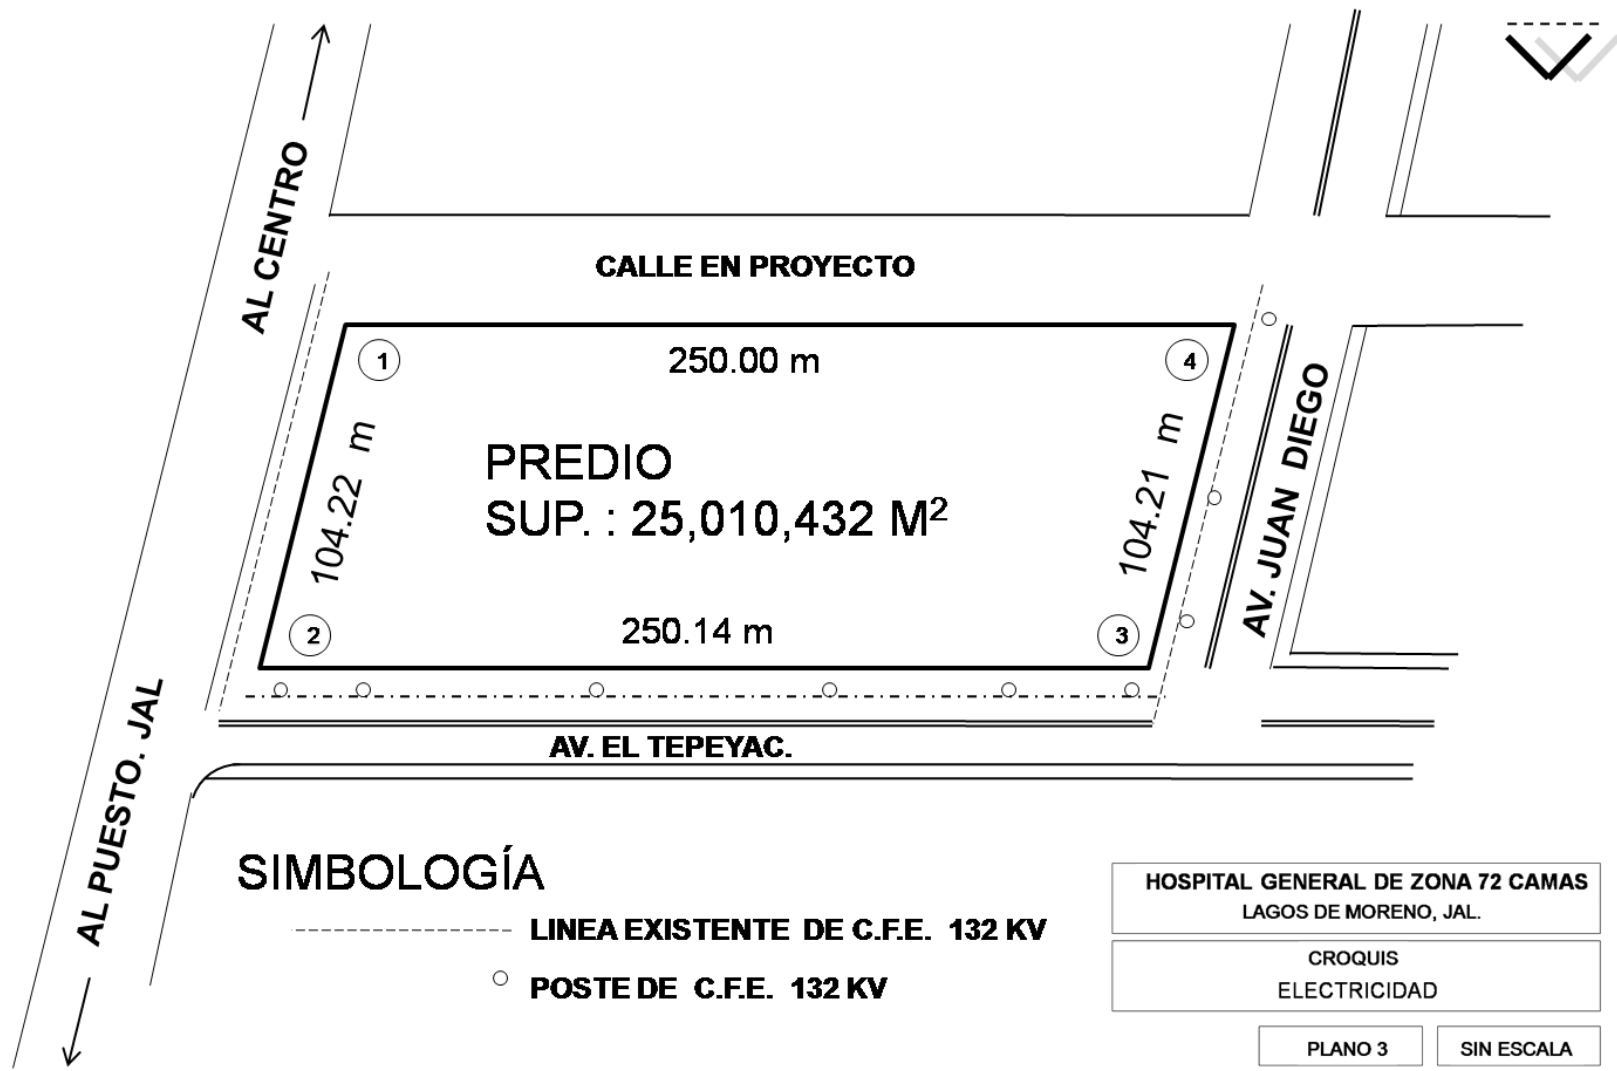 AL CENTRO
CALLE EN PROYECTO
1
250.00 m
4
104.22 m
PREDIO
SUP. : 25,010,432 M²
104.21 m
AV. JUAN DIEGO
2
250.14 m
3
AV. EL TEPEYAC.
AL PUESTO. JAL
SIMBOLOGÍA
LINEA EXISTENTE DE C.F.E. 132 KV
POSTE DE C.F.E. 132 KV
HOSPITAL GENERAL DE ZONA 72 CAMAS
LAGOS DE MORENO, JAL.
CROQUIS
ELECTRICIDAD
PLANO 3
SIN ESCALA